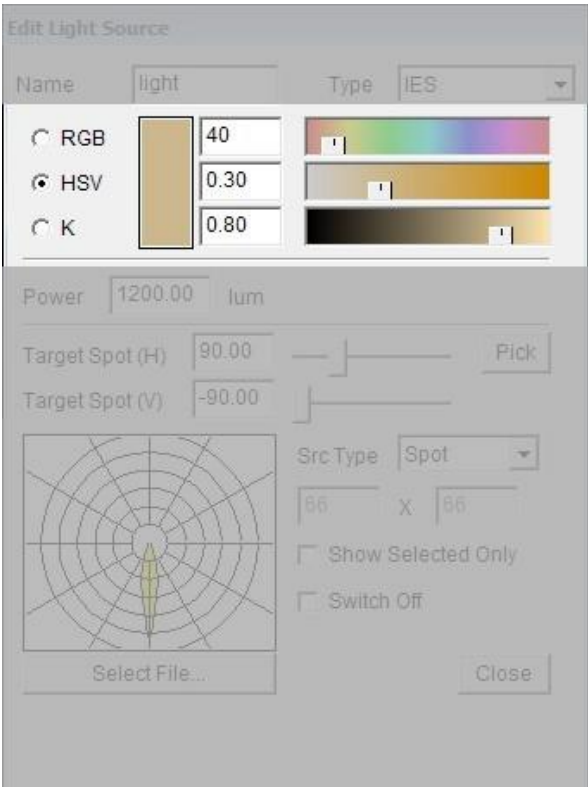 Edit Light Source
Name light Type IES
RGB 40
HSV 0.30
K 0.80
Power 1200.00 lum
Target Spot (H) 90.00 Pick
Target Spot (V) -90.00
Src Type Spot
66 X 66
Show Selected Only
Switch Off
Select File... Close